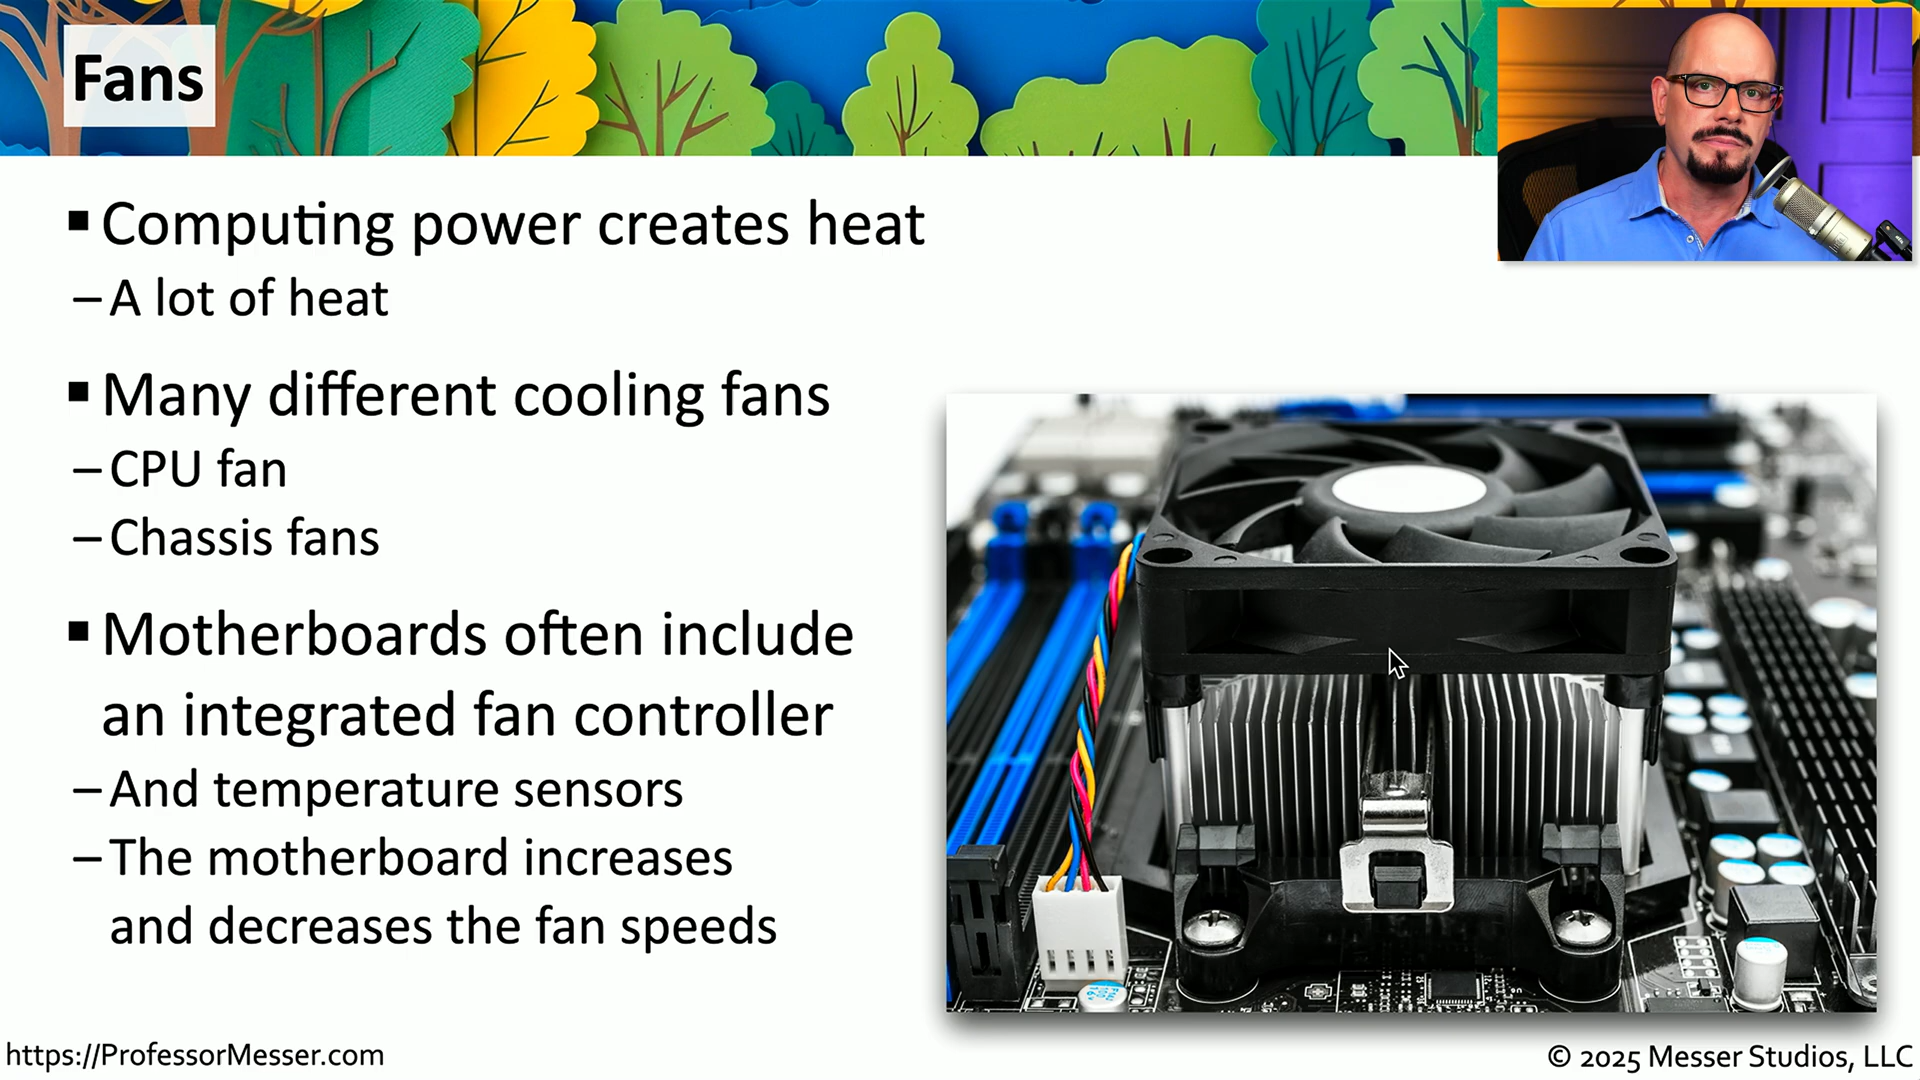 Fans
▪ Computing power creates heat
– A lot of heat
▪ Many different cooling fans
– CPU fan
– Chassis fans
▪ Motherboards often include
an integrated fan controller
– And temperature sensors
– The motherboard increases
and decreases the fan speeds
https://ProfessorMesser.com
© 2025 Messer Studios, LLC